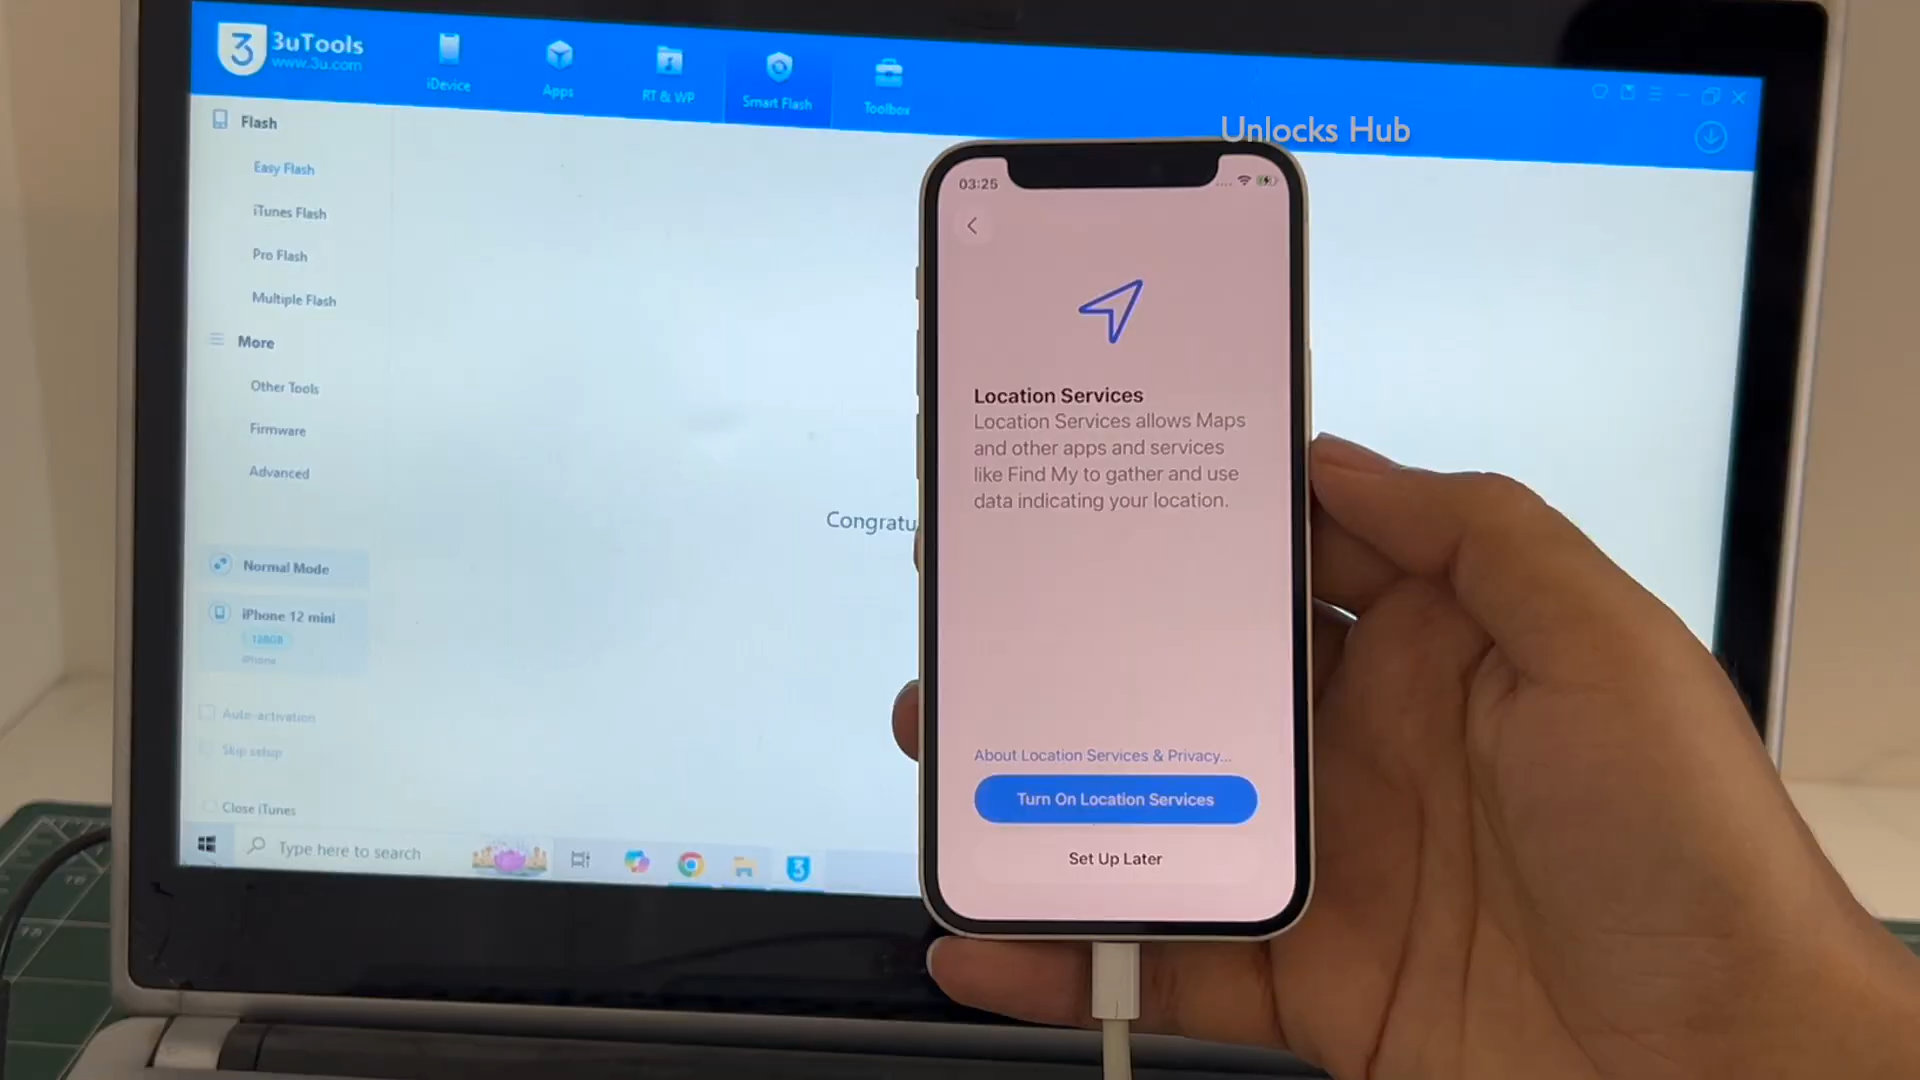 3uTools
www.3u.com
iDevice
Apps
RT & WP
Smart Flash
Toolbox
Unlocks Hub
Flash
Easy Flash
iTunes Flash
Pro Flash
Multiple Flash
More
Other Tools
Firmware
Advanced
Congratu
Normal Mode
iPhone 12 mini
128GB
iPhone
Auto-activation
Skip setup
Close iTunes
Type here to search
03:25
Location Services
Location Services allows Maps
and other apps and services
like Find My to gather and use
data indicating your location.
About Location Services & Privacy...
Turn On Location Services
Set Up Later